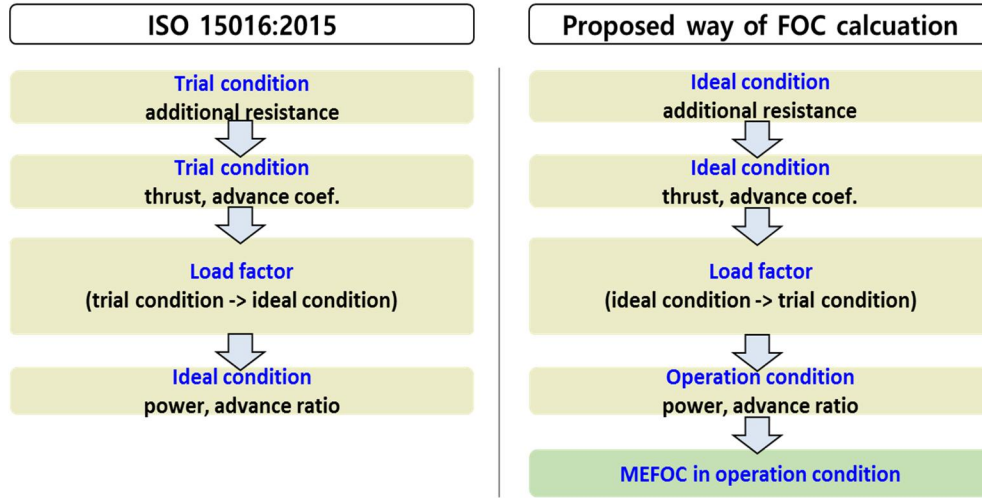 ISO 15016:2015
Trial condition
additional resistance
Trial condition
thrust, advance coef.
Load factor
(trial condition -> ideal condition)
Ideal condition
power, advance ratio
Proposed way of FOC calcuation
Ideal condition
additional resistance
Ideal condition
thrust, advance coef.
Load factor
(ideal condition -> trial condition)
Operation condition
power, advance ratio
MEFOC in operation condition